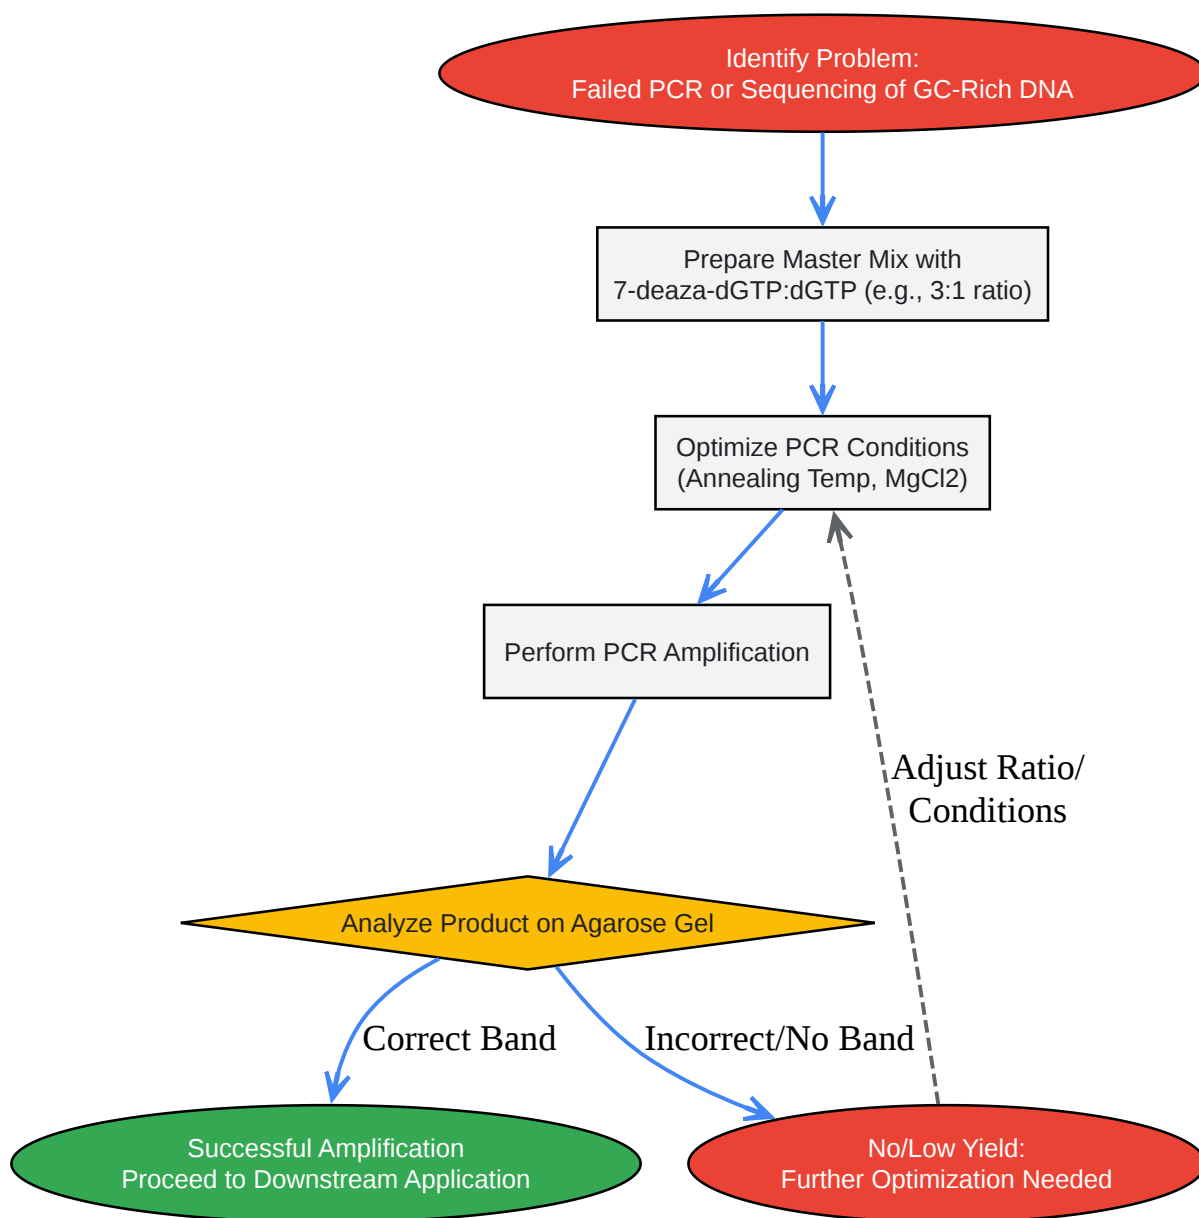 Identify Problem:
Failed PCR or Sequencing of GC-Rich DNA
Prepare Master Mix with
7-deaza-dGTP:dGTP (e.g., 3:1 ratio)
Optimize PCR Conditions
(Annealing Temp, MgCl2)
Perform PCR Amplification
Adjust Ratio/
Conditions
Analyze Product on Agarose Gel
Correct Band
Incorrect/No Band
Successful Amplification
Proceed to Downstream Application
No/Low Yield:
Further Optimization Needed